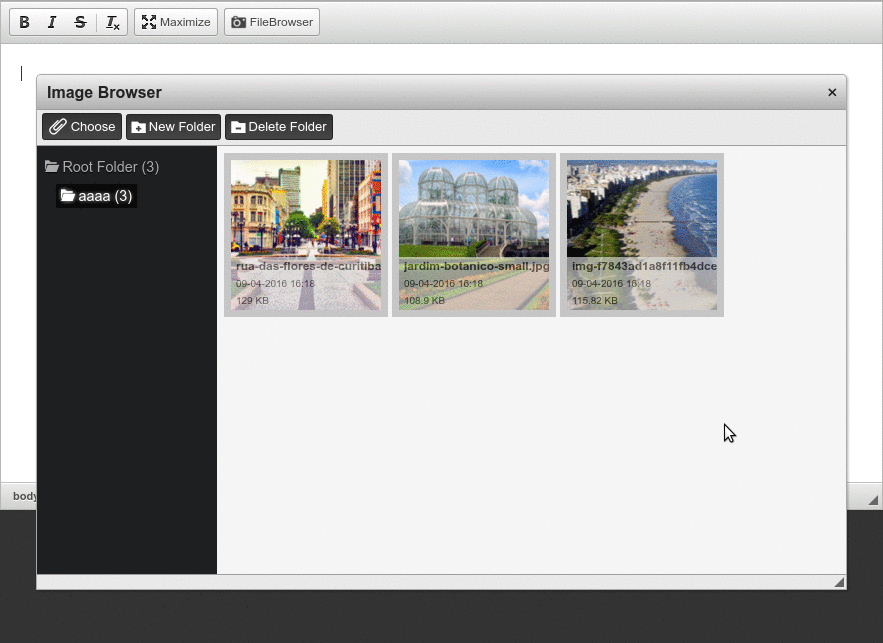 B I S Tx Maximize FileBrowser
Image Browser ×
Choose New Folder Delete Folder
Root Folder (3)
aaaa (3)
rua-das-flores-de-curitiba
09-04-2016 16:18
129 KB
jardim-botanico-small.jpg
09-04-2016 16:18
108.9 KB
img-f7843ad1a8f11fb4dce
09-04-2016 16:18
115.82 KB
body